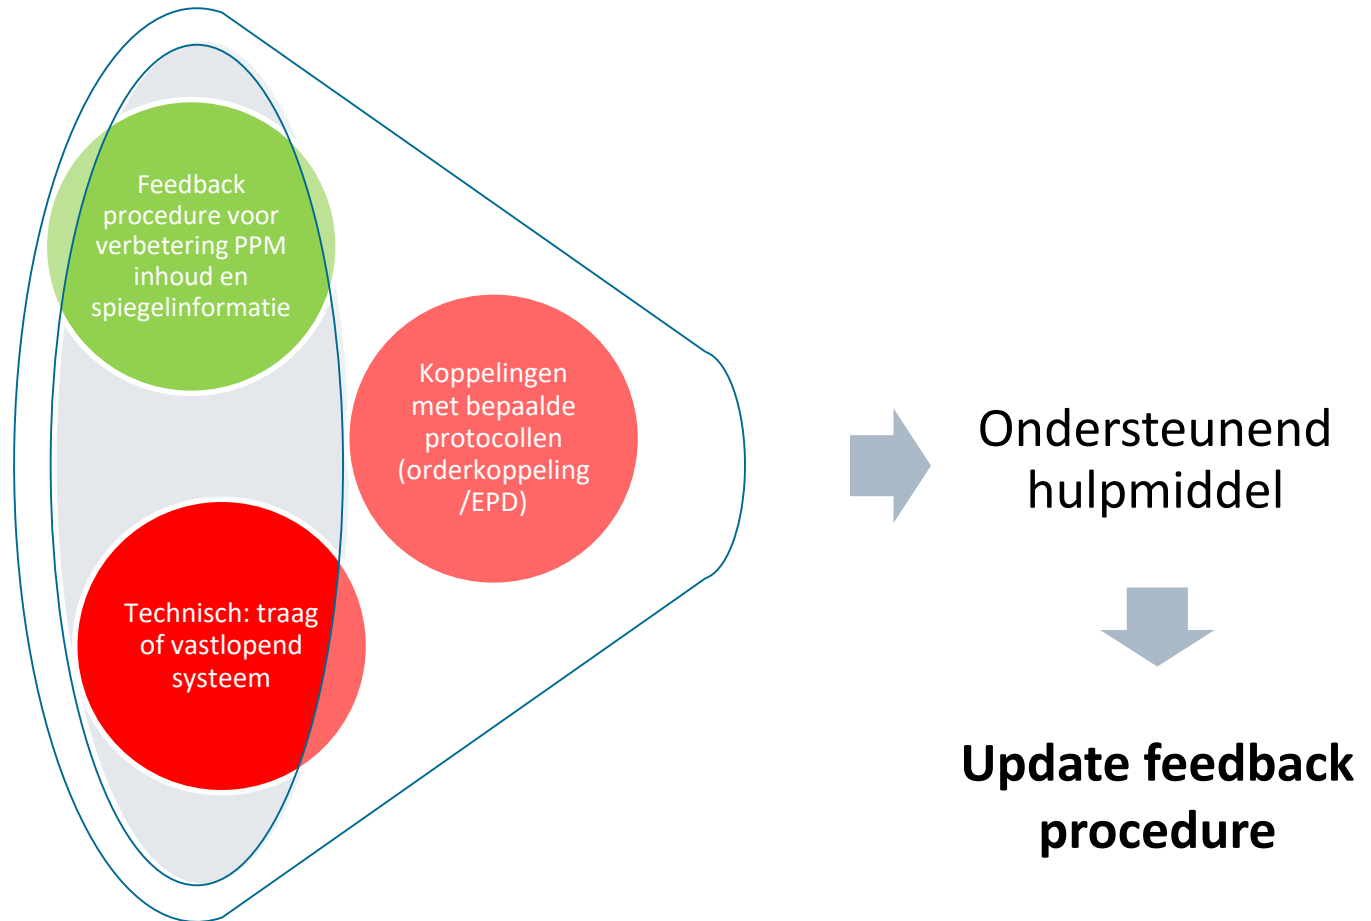 Feedback
procedure voor
verbetering PPM
inhoud en
spiegelinformatie
Koppelingen
met bepaalde
protocollen
(orderkoppeling
/EPD)
Technisch: traag
of vastlopend
systeem
Ondersteunend
hulpmiddel
Update feedback
procedure